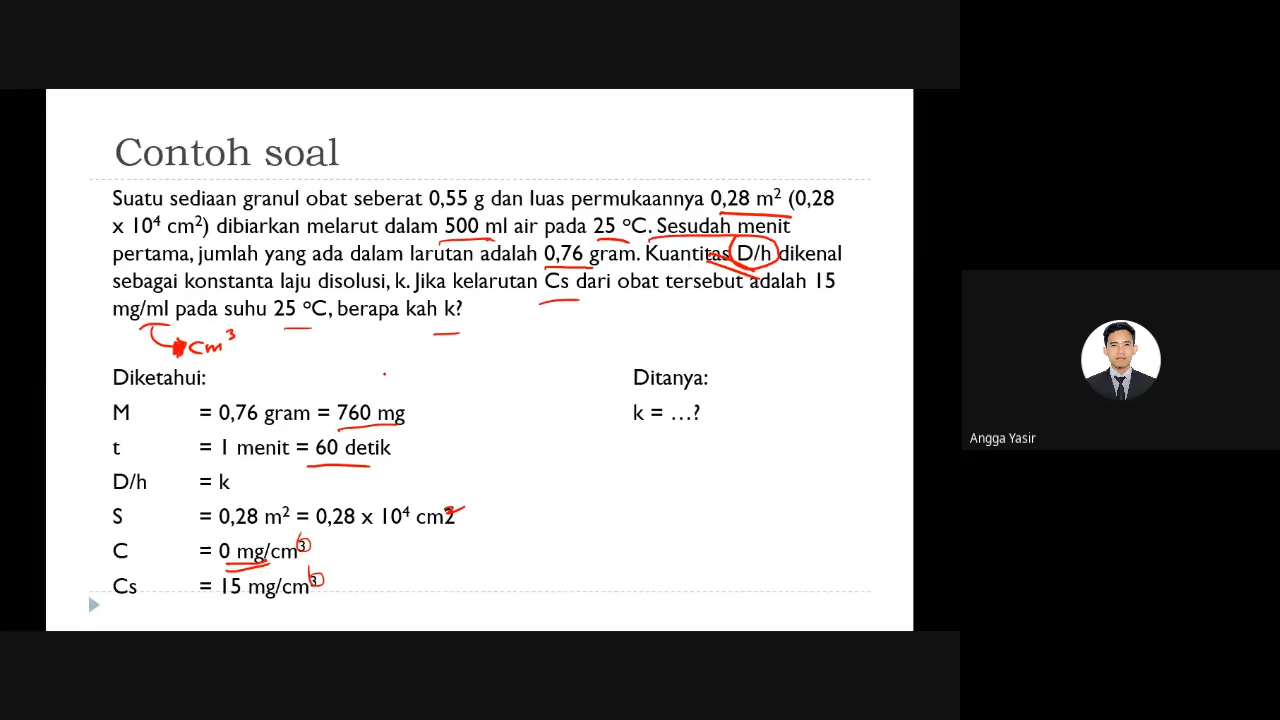 Contoh soal
Suatu sediaan granul obat seberat 0,55 g dan luas permukaannya 0,28 m² (0,28
x 10⁴ cm²) dibiarkan melarut dalam 500 ml air pada 25 °C. Sesudah menit
pertama, jumlah yang ada dalam larutan adalah 0,76 gram. Kuantitas D/h dikenal
sebagai konstanta laju disolusi, k. Jika kelarutan Cs dari obat tersebut adalah 15
mg/ml pada suhu 25 °C, berapa kah k?
cm³
Diketahui:
Ditanya:
M = 0,76 gram = 760 mg
k = …?
t = 1 menit = 60 detik
D/h = k
S = 0,28 m² = 0,28 x 10⁴ cm2
C = 0 mg/cm³
Cs = 15 mg/cm³
Angga Yasir